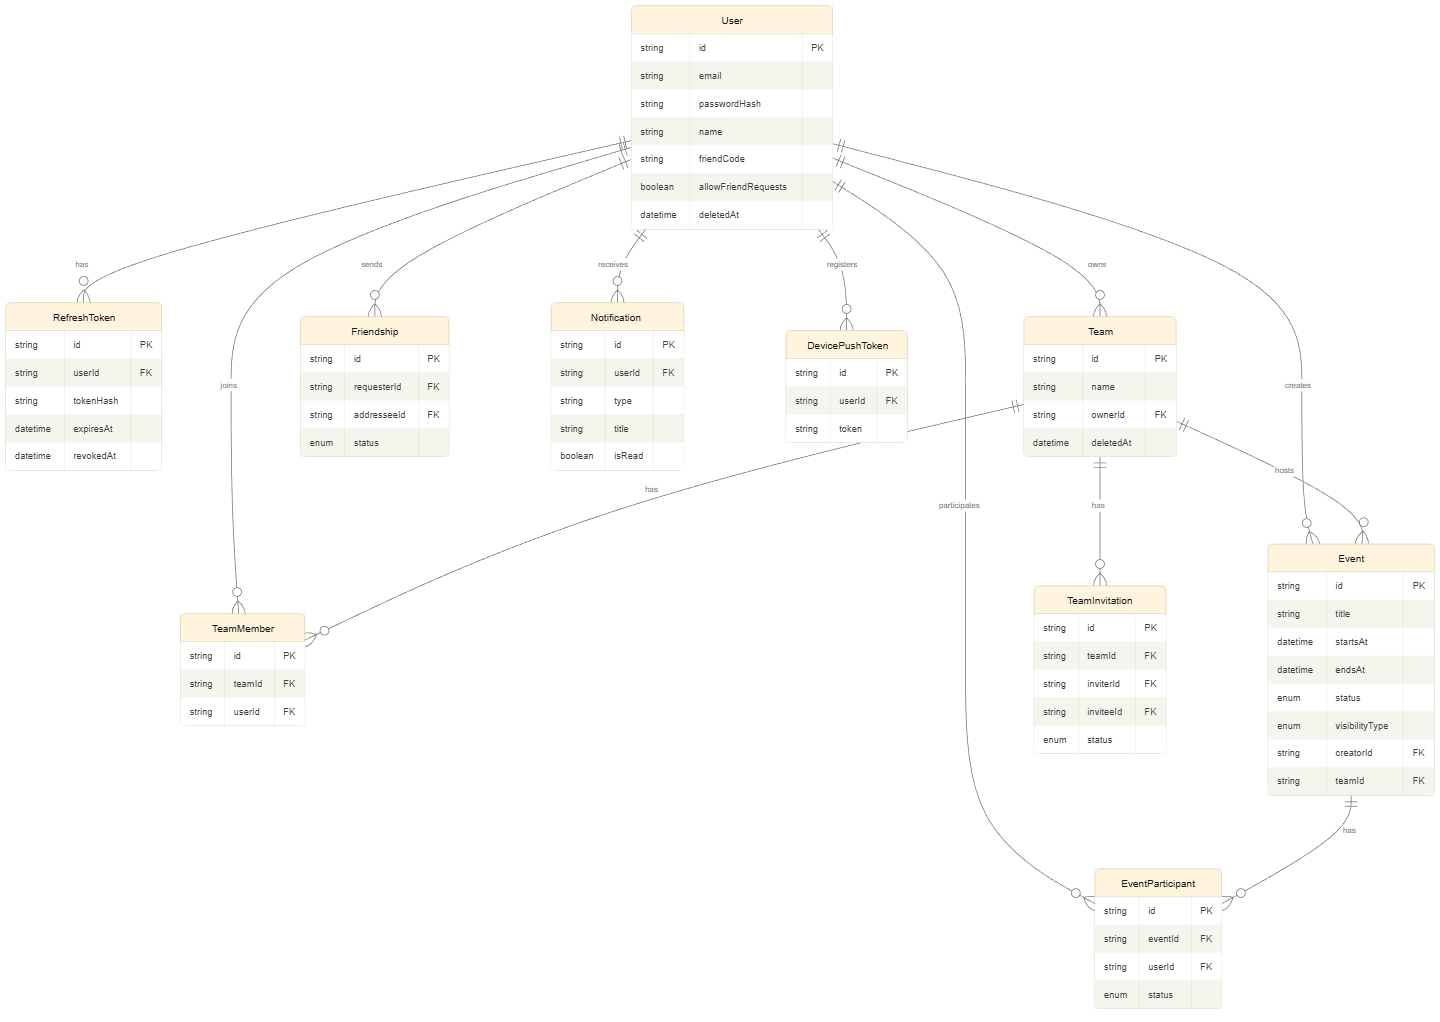 User
string id PK
string email
string passwordHash
string name
string friendCode
boolean allowFriendRequests
datetime deletedAt
has
sends
receives
registers
owns
joins
creates
hosts
has
participates
has
has
RefreshToken
string id PK
string userId FK
string tokenHash
datetime expiresAt
datetime revokedAt
Friendship
string id PK
string requesterId FK
string addresseeId FK
enum status
Notification
string id PK
string userId FK
string type
string title
boolean isRead
DevicePushToken
string id PK
string userId FK
string token
Team
string id PK
string name
string ownerId FK
datetime deletedAt
TeamMember
string id PK
string teamId FK
string userId FK
TeamInvitation
string id PK
string teamId FK
string inviterId FK
string inviteeId FK
enum status
Event
string id PK
string title
datetime startsAt
datetime endsAt
enum status
enum visibilityType
string creatorId FK
string teamId FK
EventParticipant
string id PK
string eventId FK
string userId FK
enum status